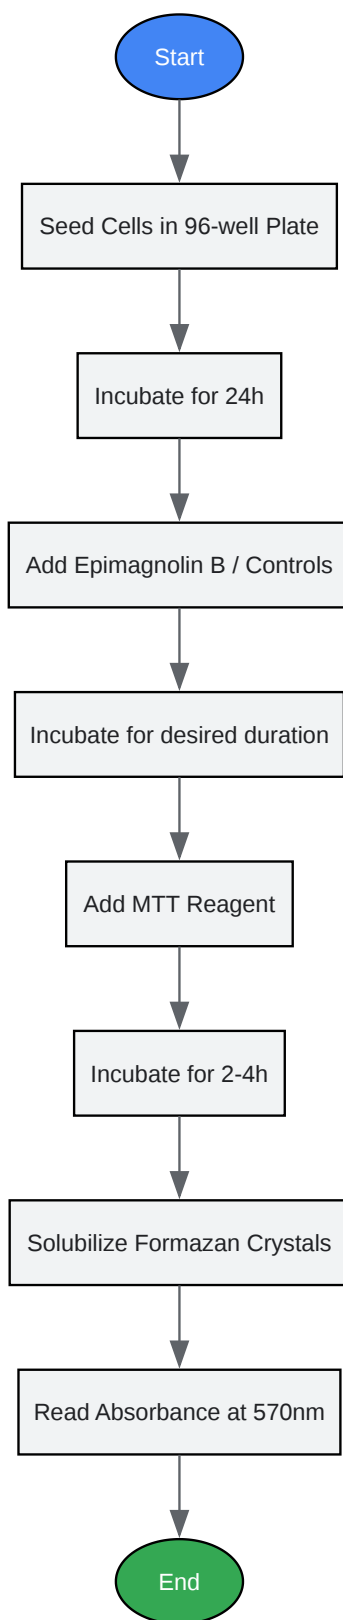 Start
Seed Cells in 96-well Plate
Incubate for 24h
Add Epimagnolin B / Controls
Incubate for desired duration
Add MTT Reagent
Incubate for 2-4h
Solubilize Formazan Crystals
Read Absorbance at 570nm
End